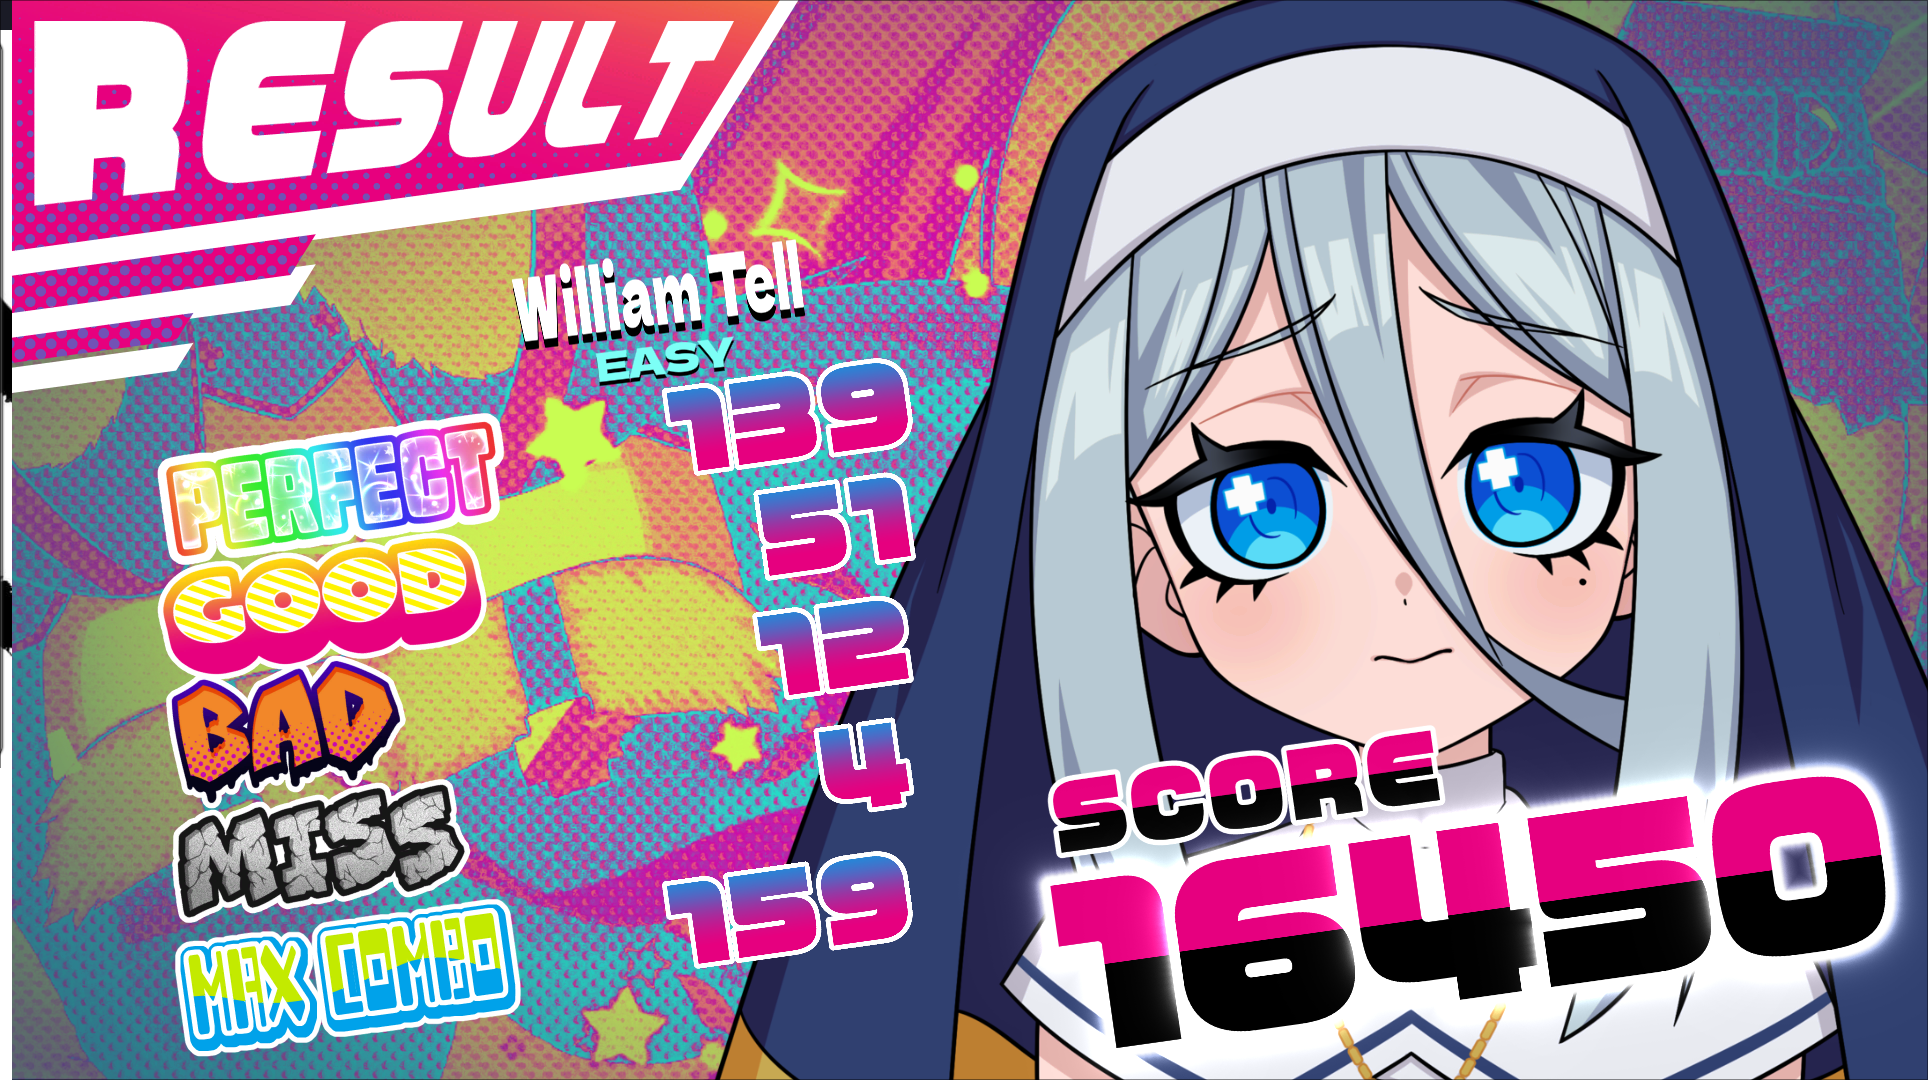 RESULT
William Tell
EASY
PERFECT 139
GOOD 51
BAD 12
MISS 4
MAX COMBO 159
SCORE
16450